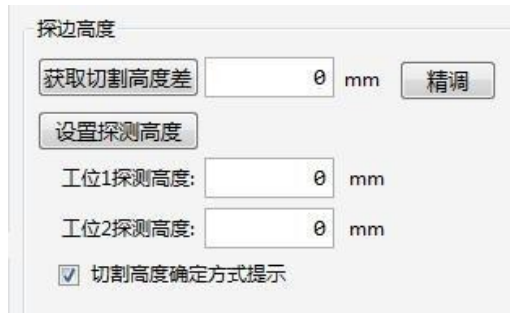 探边高度
获取切割高度差 0 mm 精调
设置探测高度
工位1探测高度: 0 mm
工位2探测高度: 0 mm
切割高度确定方式提示